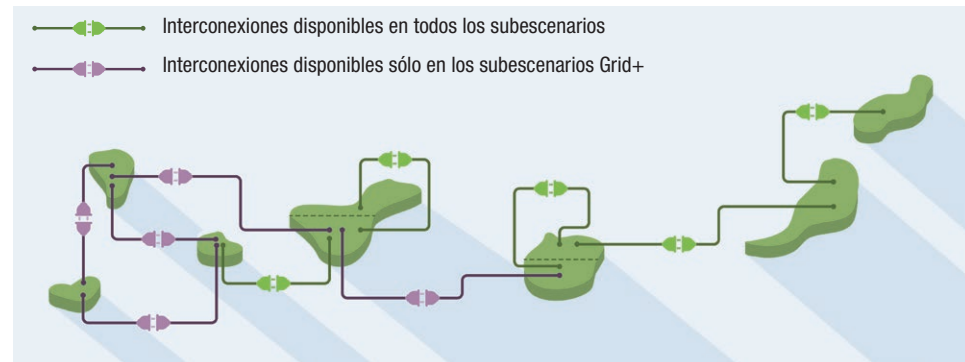 Interconexiones disponibles en todos los subescenarios
Interconexiones disponibles sólo en los subescenarios Grid+